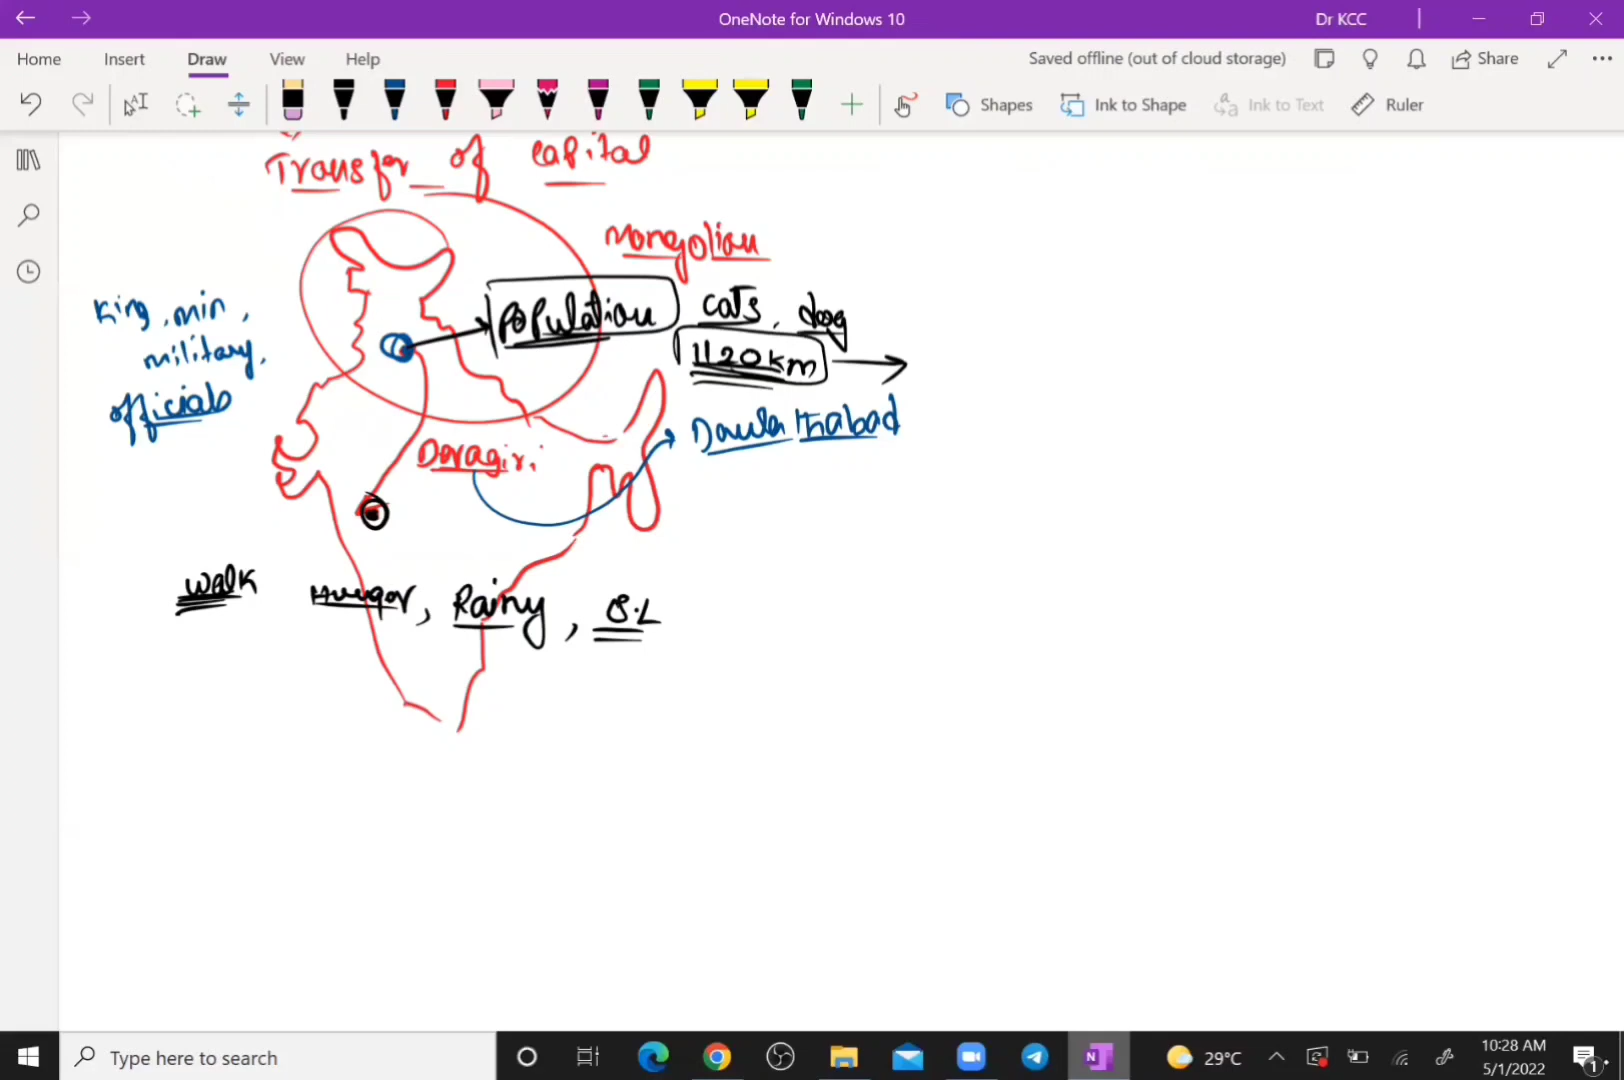 OneNote for Windows 10
Dr KCC
Home Insert Draw View Help
Saved offline (out of cloud storage)
Share
Shapes
Ink to Shape
Ink to Text
Ruler
Transfer of capital
Mongolian
King, min,
military,
officials
Population cats, dog
1120km
Devagiri
Daulathabad
walk Hunger, Rainy, B.L
Type here to search
29°C
10:28 AM
5/1/2022
1